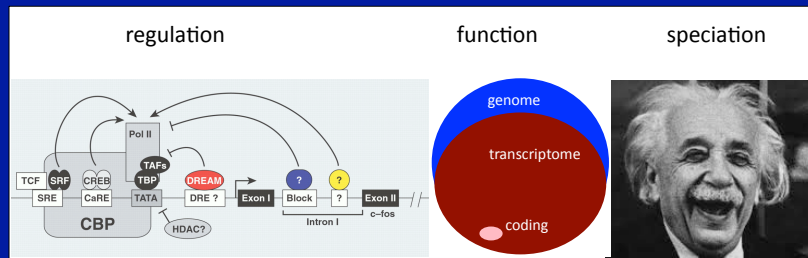 regulation
function
speciation
Pol II
TAFs
TBP
TCF
SRF
CREB
DREAM
?
?
SRE
CaRE
TATA
DRE ?
Exon I
Block
?
Exon II
CBP
HDAC?
Intron I
c–fos
genome
transcriptome
coding